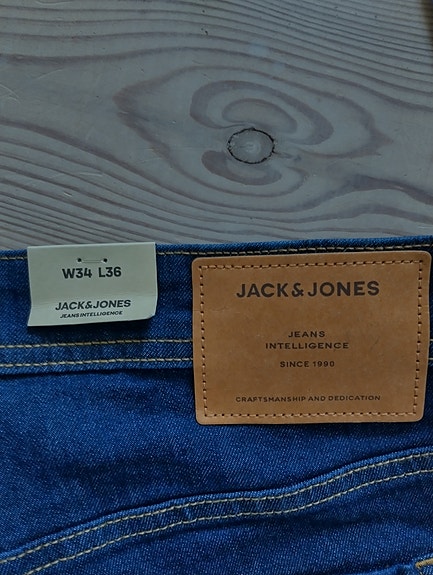 W34 L36
JACK&JONES
JEANS INTELLIGENCE
JACK&JONES
JEANS
INTELLIGENCE
SINCE 1990
CRAFTSMANSHIP AND DEDICATION